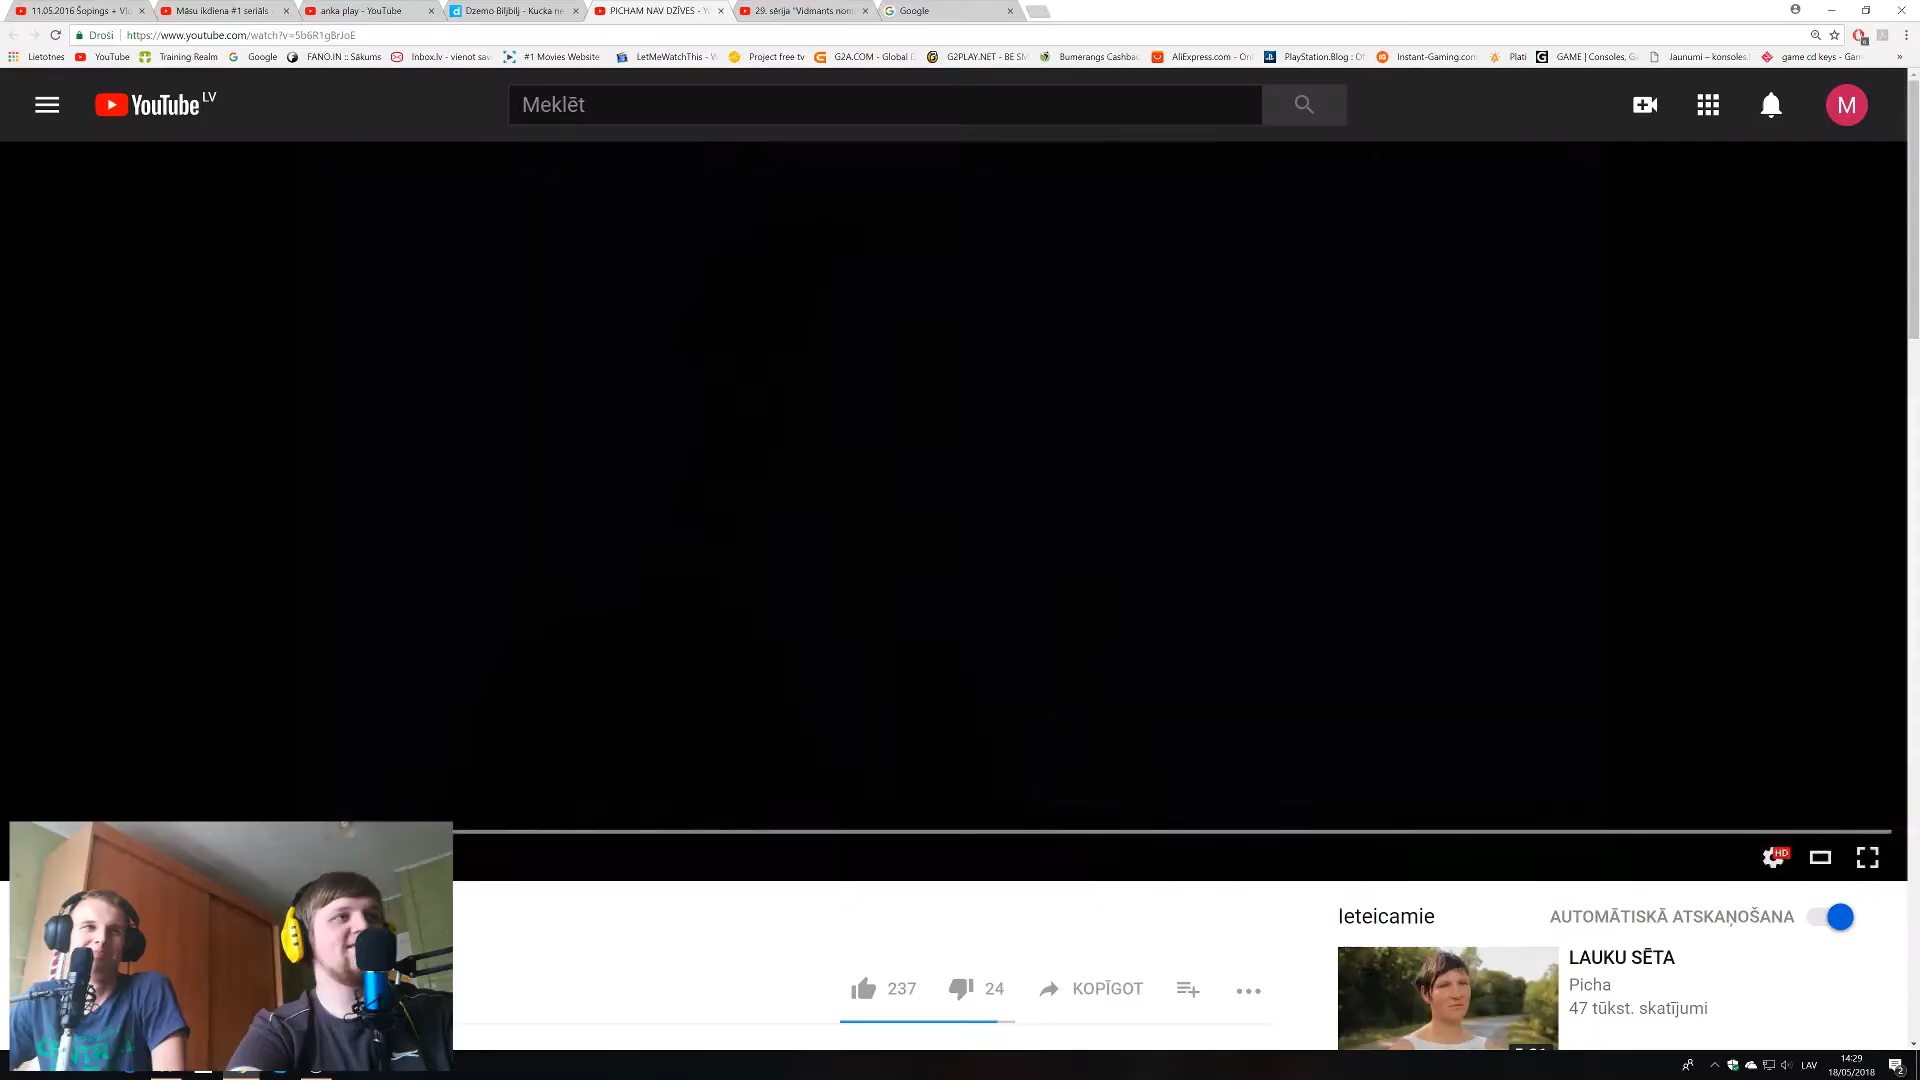 11.05.2016 Šopings + Vlo
Māsu ikdiena #1 seriāls -
anka play - YouTube
Dzemo Biljbilj - Kucka ne
PICHAM NAV DZĪVES - Y
29. sērija "Vidmants nom
Google
Droši
https://www.youtube.com/watch?v=5b6R1gBrJoE
Lietotnes
YouTube
Training Realm
Google
FANO.IN :: Sākums
Inbox.lv - vienot sav
#1 Movies Website
LetMeWatchThis - W
Project free tv
G2A.COM - Global D
G2PLAY.NET - BE SM
Bumerangs Cashbac
AliExpress.com - Onl
PlayStation.Blog : Of
Instant-Gaming.com
Plati
GAME | Consoles, Ga
Jaunumi – konsoles.l
game cd keys - Gam
»
YouTube LV
Meklēt
M
HD
Ieteicamie
AUTOMĀTISKĀ ATSKAŅOŠANA
LAUKU SĒTA
Picha
47 tūkst. skatījumi
237
24
KOPĪGOT
LAV
14:29
18/05/2018
2